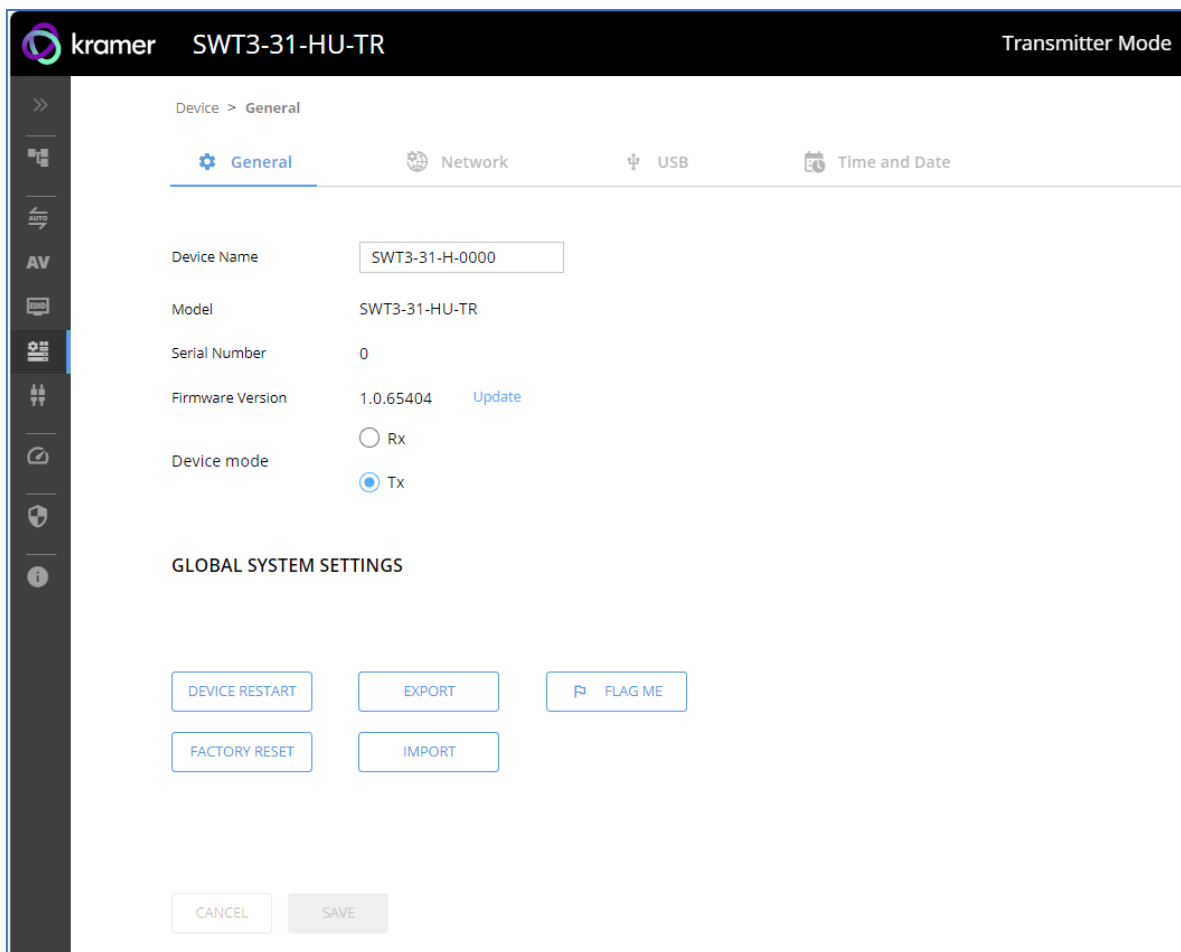 kramer SWT3-31-HU-TR Transmitter Mode
Device > General
General Network USB Time and Date
AUTO
AV
EDID
Device Name SWT3-31-H-0000
Model SWT3-31-HU-TR
Serial Number 0
Firmware Version 1.0.65404 Update
Rx
Device mode
Tx
GLOBAL SYSTEM SETTINGS
DEVICE RESTART EXPORT FLAG ME
FACTORY RESET IMPORT
CANCEL SAVE